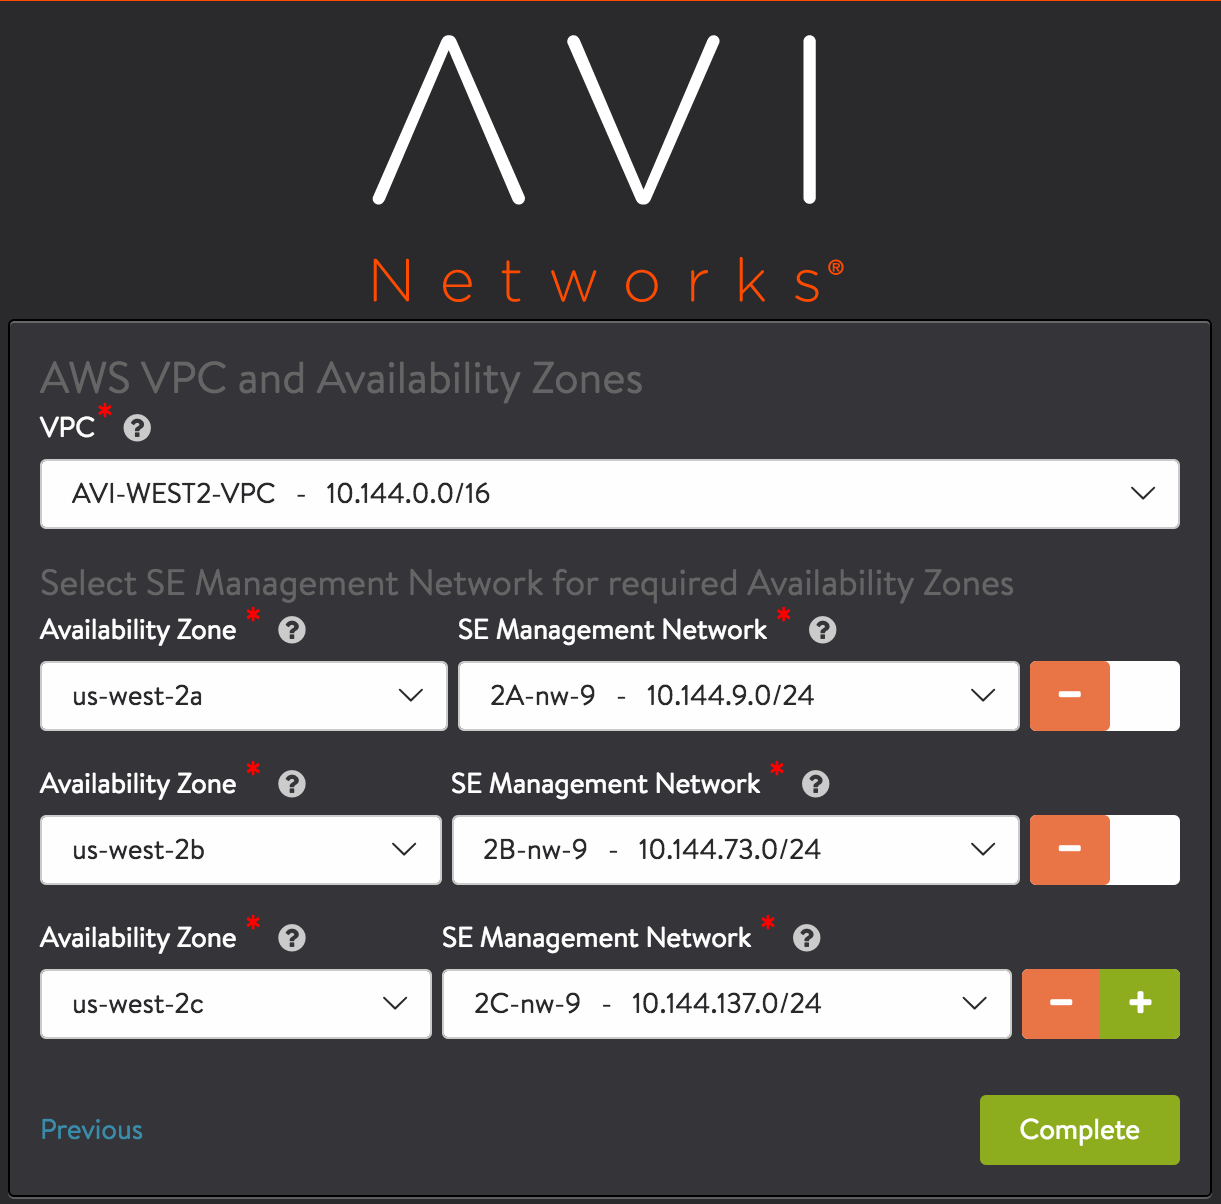 AVI
Networks®
AWS VPC and Availability Zones
VPC* ?
AVI-WEST2-VPC - 10.144.0.0/16
Select SE Management Network for required Availability Zones
Availability Zone * ? SE Management Network * ?
us-west-2a 2A-nw-9 - 10.144.9.0/24
Availability Zone * ? SE Management Network * ?
us-west-2b 2B-nw-9 - 10.144.73.0/24
Availability Zone * ? SE Management Network * ?
us-west-2c 2C-nw-9 - 10.144.137.0/24
Previous Complete